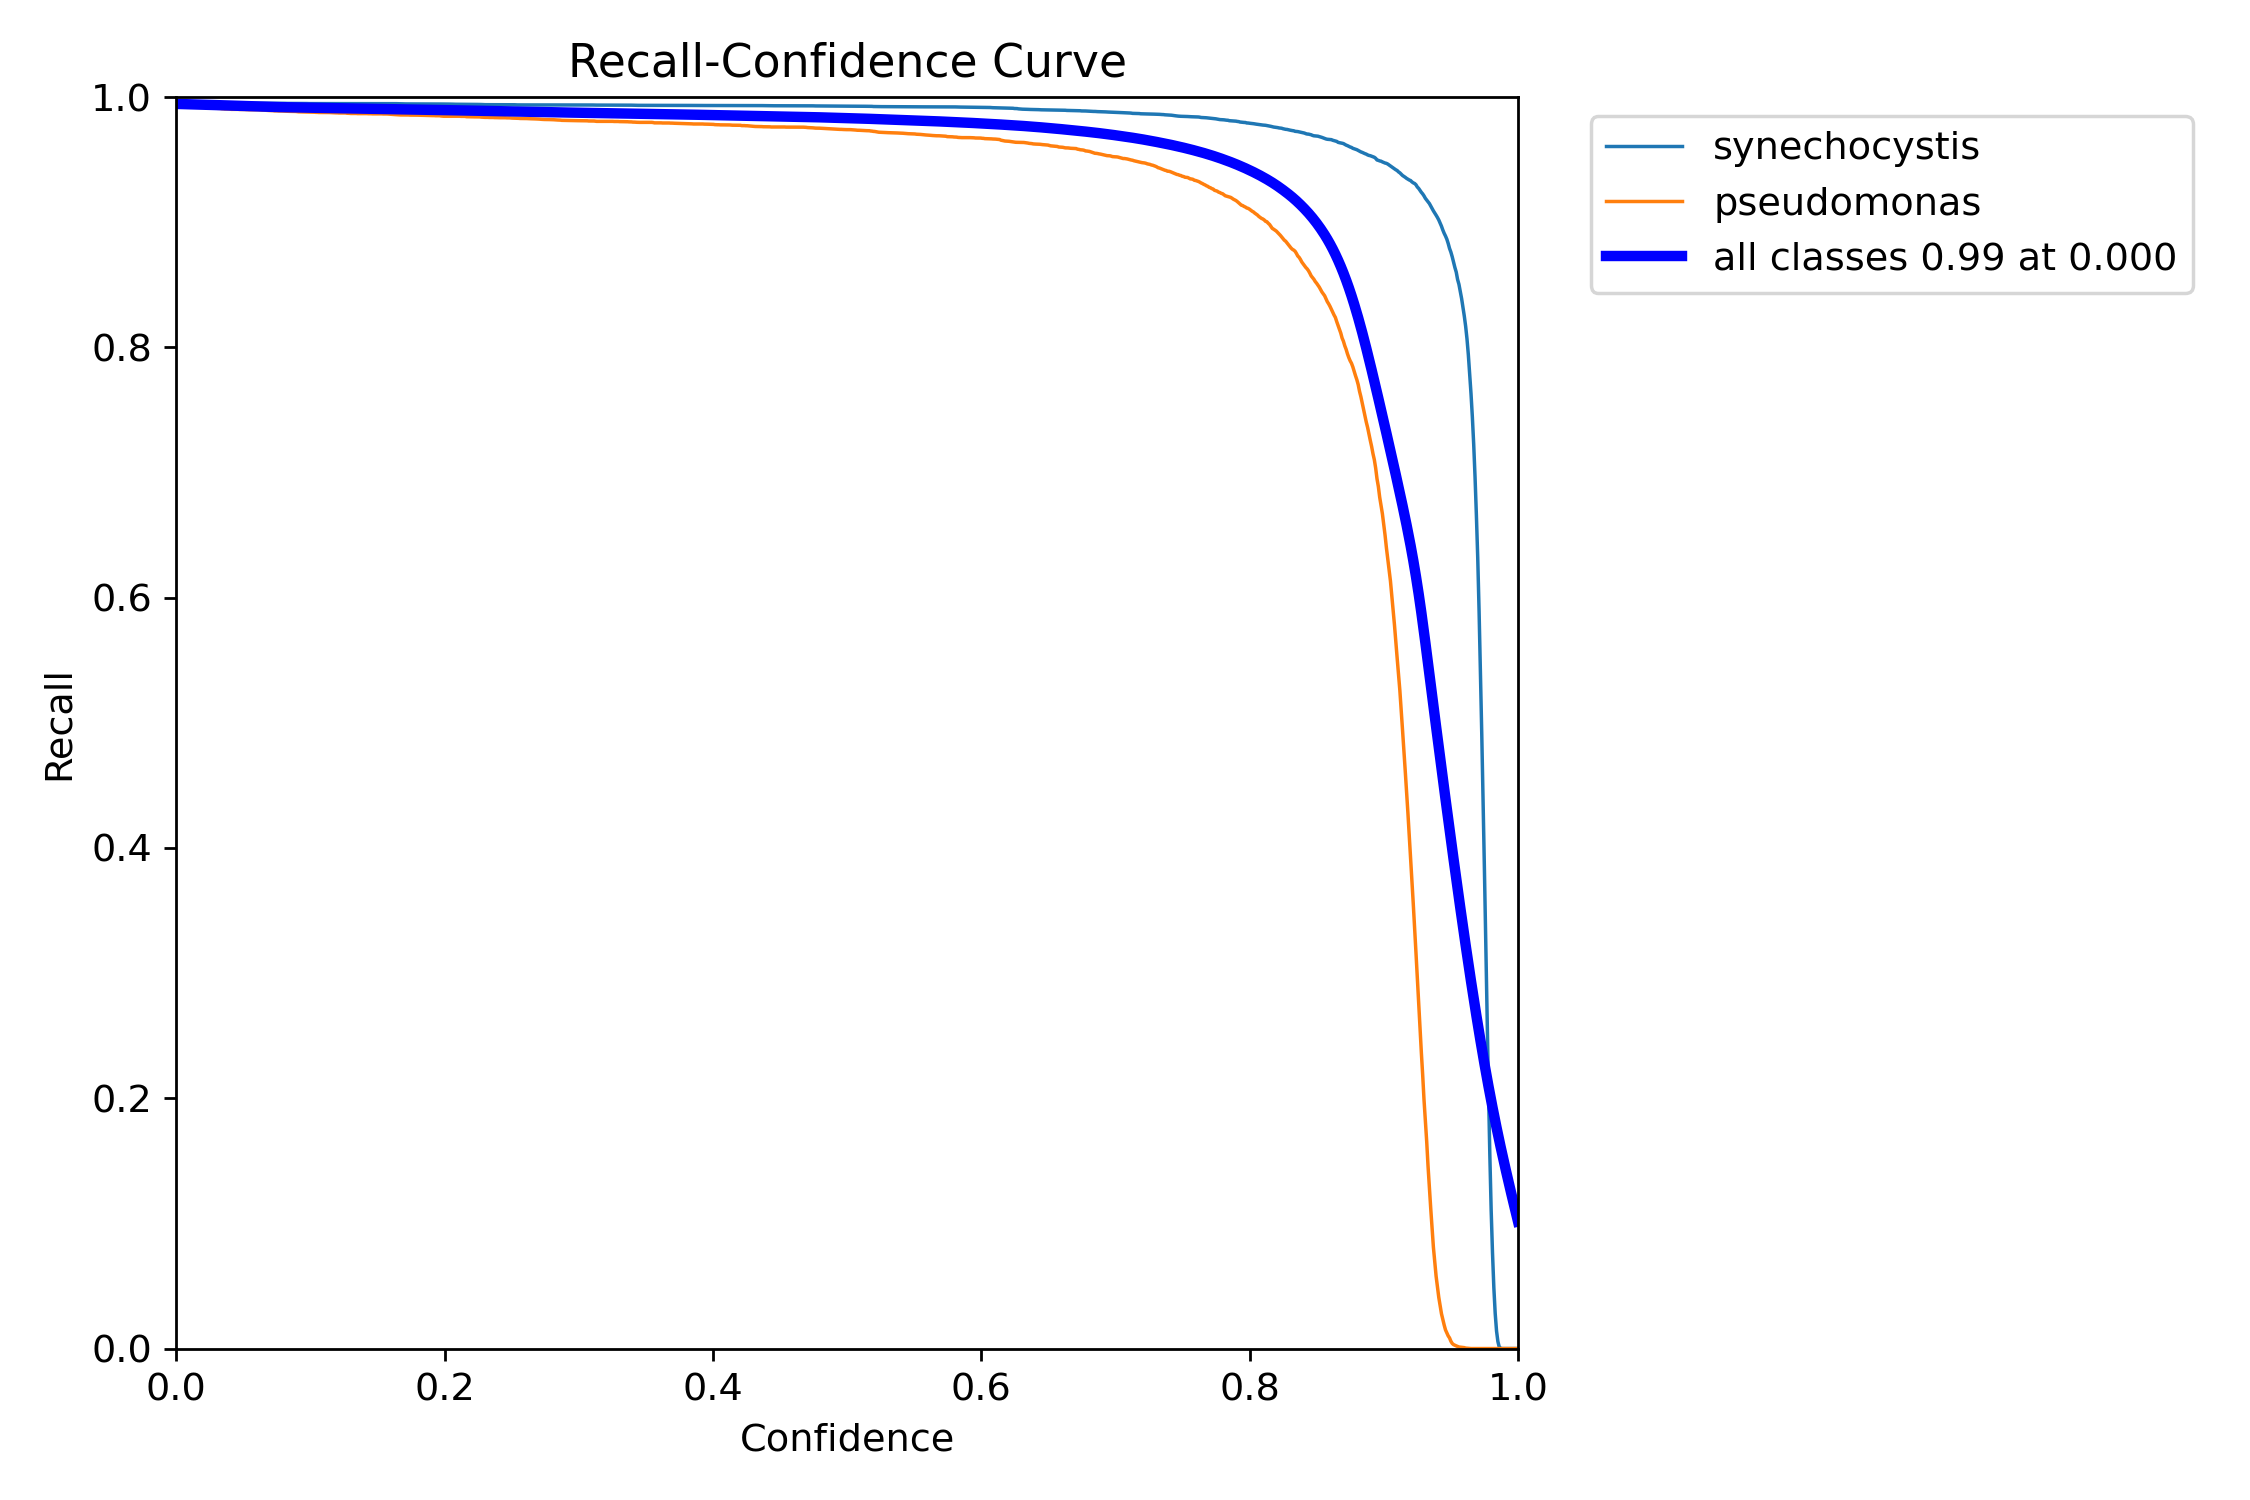 Recall-Confidence Curve
1.0
0.8
0.6
0.4
0.2
0.0
Recall
0.0 0.2 0.4 0.6 0.8 1.0
Confidence
synechocystis
pseudomonas
all classes 0.99 at 0.000